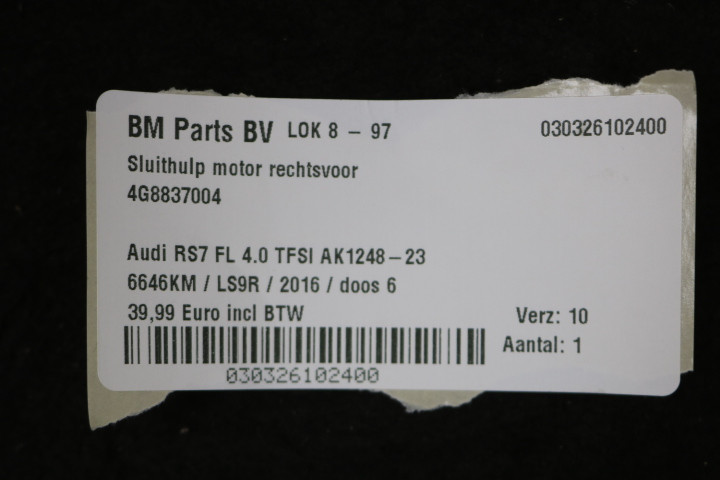 BM Parts BV LOK 8 - 97 030326102400
Sluithulp motor rechtsvoor
4G8837004
Audi RS7 FL 4.0 TFSI AK1248-23
6646KM / LS9R / 2016 / doos 6
39,99 Euro incl BTW Verz: 10
Aantal: 1
030326102400